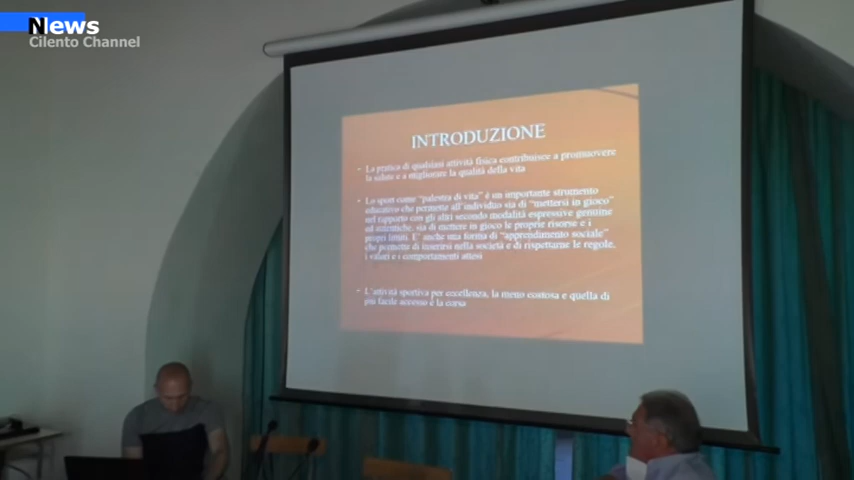 News
Cilento Channel
INTRODUZIONE
- La pratica di qualsiasi attività fisica contribuisce a promuovere
la salute e a migliorare la qualità della vita
- Lo sport come "palestra di vita" è un importante strumento
educativo che permette all'individuo sia di "mettersi in gioco"
nel rapporto con gli altri secondo modalità espressive genuine
ed autentiche, sia di mettere in gioco le proprie risorse e i
propri limiti. E' anche una forma di "apprendimento sociale"
che permette di inserirsi nella società e di rispettarne le regole,
i valori e i comportamenti attesi
- L'attività sportiva per eccellenza, la meno costosa e quella di
più facile accesso è la corsa